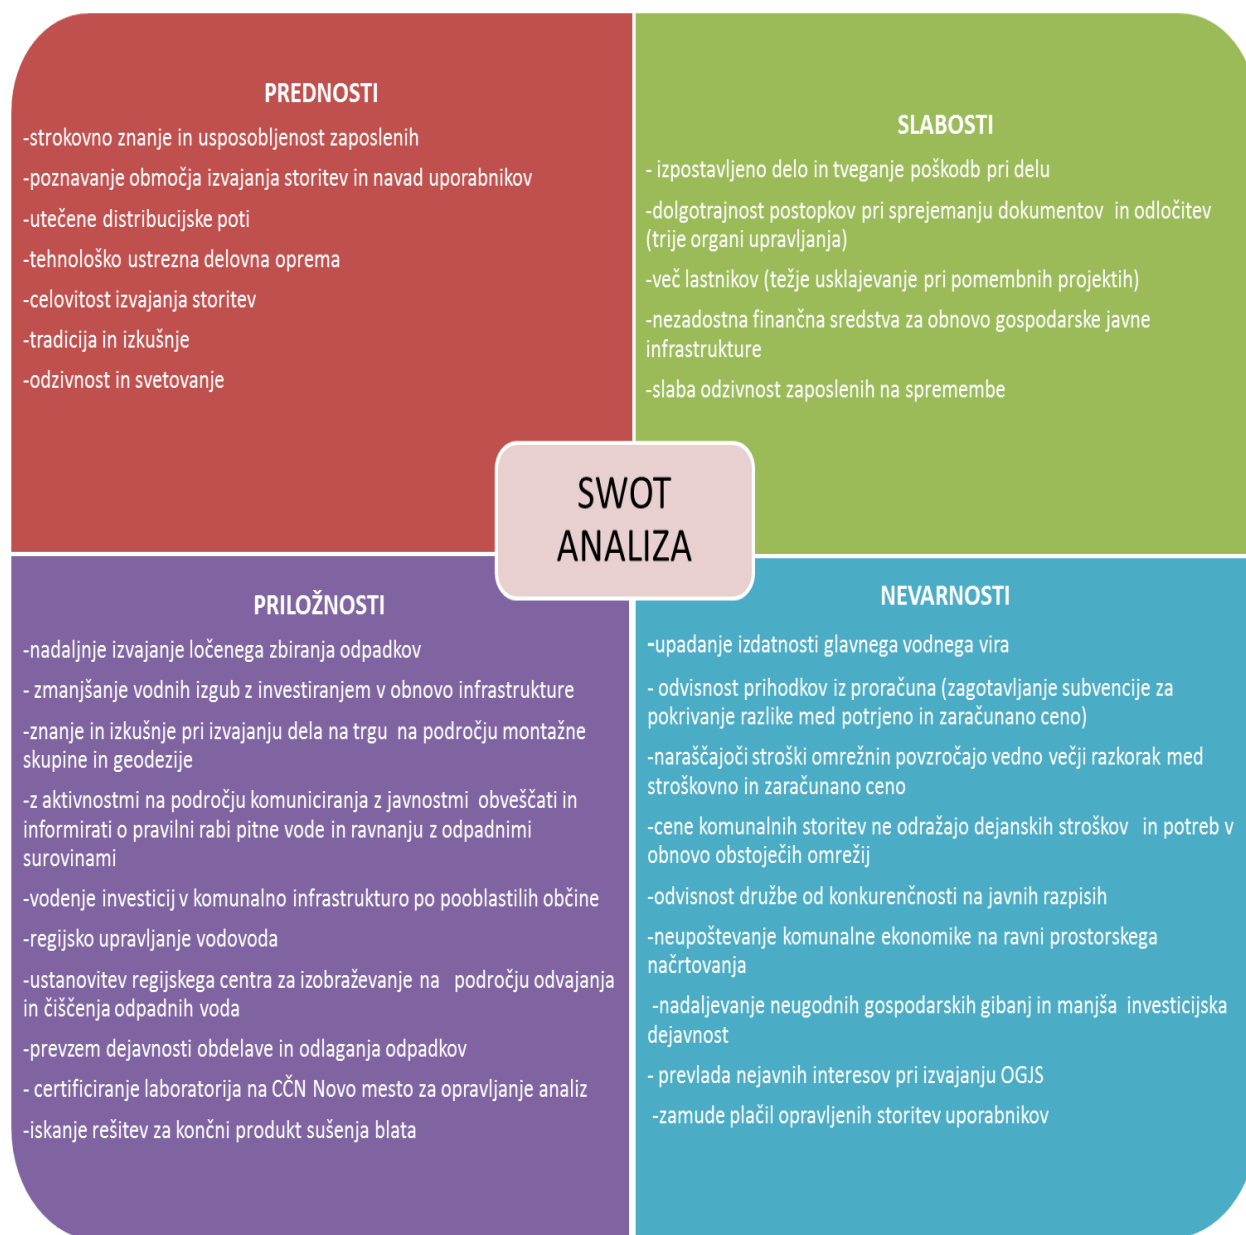 PREDNOSTI
-strokovno znanje in usposobljenost zaposlenih
-poznavanje območja izvajanja storitev in navad uporabnikov
-utečene distribucijske poti
-tehnološko ustrezna delovna oprema
-celovitost izvajanja storitev
-tradicija in izkušnje
-odzivnost in svetovanje
SLABOSTI
- izpostavljeno delo in tveganje poškodb pri delu
-dolgotrajnost postopkov pri sprejemanju dokumentov in odločitev
(trije organi upravljanja)
-več lastnikov (težje usklajevanje pri pomembnih projektih)
-nezadostna finančna sredstva za obnovo gospodarske javne
infrastrukture
-slaba odzivnost zaposlenih na spremembe
SWOT
ANALIZA
PRILOŽNOSTI
-nadaljnje izvajanje ločenega zbiranja odpadkov
- zmanjšanje vodnih izgub z investiranjem v obnovo infrastrukture
-znanje in izkušnje pri izvajanju dela na trgu na področju montažne
skupine in geodezije
-z aktivnostmi na področju komuniciranja z javnostmi obveščati in
informirati o pravilni rabi pitne vode in ravnanju z odpadnimi
surovinami
-vodenje investicij v komunalno infrastrukturo po pooblastilih občine
-regijsko upravljanje vodovoda
-ustanovitev regijskega centra za izobraževanje na področju odvajanja
in čiščenja odpadnih voda
-prevzem dejavnosti obdelave in odlaganja odpadkov
- certificiranje laboratorija na CČN Novo mesto za opravljanje analiz
-iskanje rešitev za končni produkt sušenja blata
NEVARNOSTI
-upadanje izdatnosti glavnega vodnega vira
- odvisnost prihodkov iz proračuna (zagotavljanje subvencije za
pokrivanje razlike med potrjeno in zaračunano ceno)
-naraščajoči stroški omrežnin povzročajo vedno večji razkorak med
stroškovno in zaračunano ceno
-cene komunalnih storitev ne odražajo dejanskih stroškov in potreb v
obnovo obstoječih omrežij
-odvisnost družbe od konkurenčnosti na javnih razpisih
-neupoštevanje komunalne ekonomike na ravni prostorskega
načrtovanja
-nadaljevanje neugodnih gospodarskih gibanj in manjša investicijska
dejavnost
- prevlada nejavnih interesov pri izvajanju OGJS
-zamude plačil opravljenih storitev uporabnikov